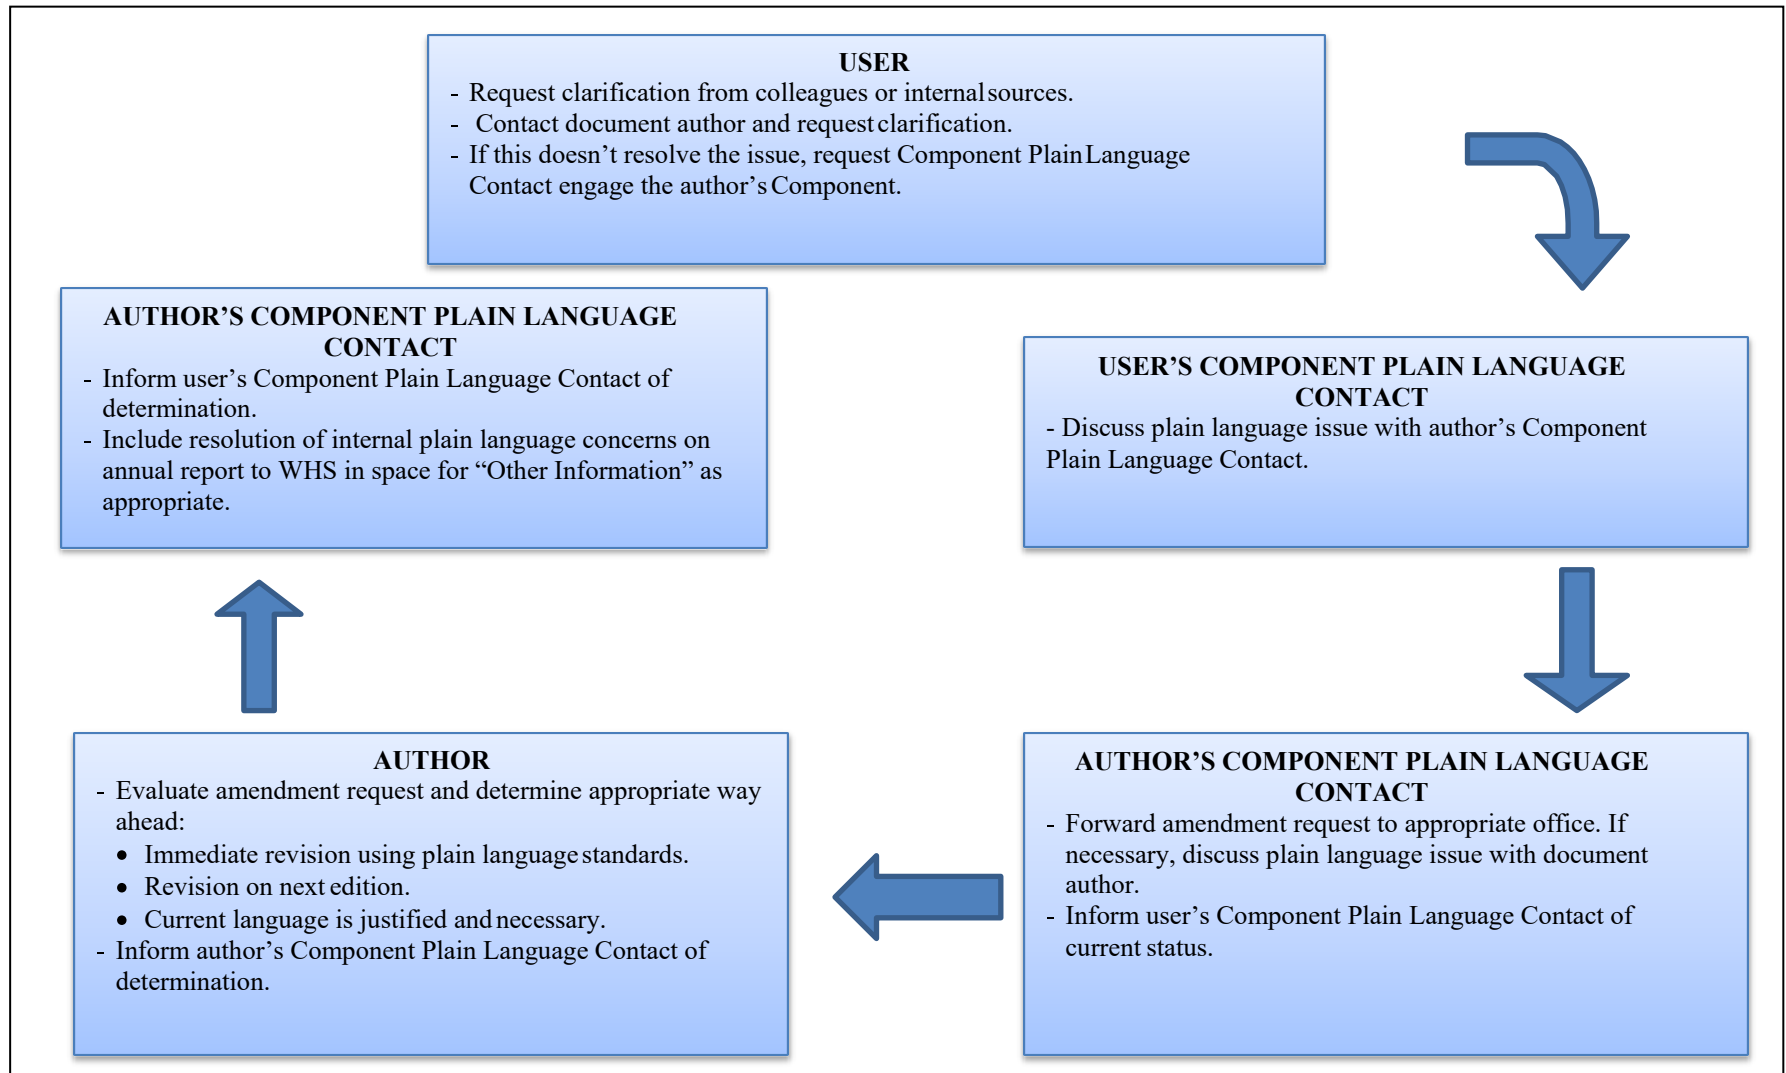 USER
- Request clarification from colleagues or internal sources.
- Contact document author and request clarification.
- If this doesn’t resolve the issue, request Component Plain Language
Contact engage the author’s Component.
USER’S COMPONENT PLAIN LANGUAGE
CONTACT
- Discuss plain language issue with author’s Component
Plain Language Contact.
AUTHOR’S COMPONENT PLAIN LANGUAGE
CONTACT
- Forward amendment request to appropriate office. If
necessary, discuss plain language issue with document
author.
- Inform user’s Component Plain Language Contact of
current status.
AUTHOR
- Evaluate amendment request and determine appropriate way
ahead:
• Immediate revision using plain language standards.
• Revision on next edition.
• Current language is justified and necessary.
- Inform author’s Component Plain Language Contact of
determination.
AUTHOR’S COMPONENT PLAIN LANGUAGE
CONTACT
- Inform user’s Component Plain Language Contact of
determination.
- Include resolution of internal plain language concerns on
annual report to WHS in space for “Other Information” as
appropriate.